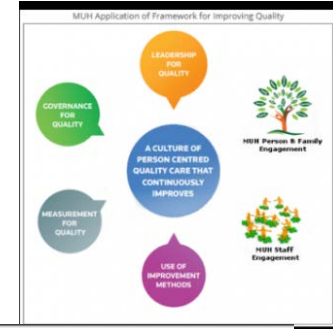 MUH Application of Framework for Improving Quality
LEADERSHIP
FOR
QUALITY
GOVERNANCE
FOR
QUALITY
A CULTURE OF
PERSON CENTRED
QUALITY CARE THAT
CONTINUOUSLY
IMPROVES
MUH Person & Family
Engagement
MEASUREMENT
FOR
QUALITY
MUH Staff
Engagement
USE OF
IMPROVEMENT
METHODS